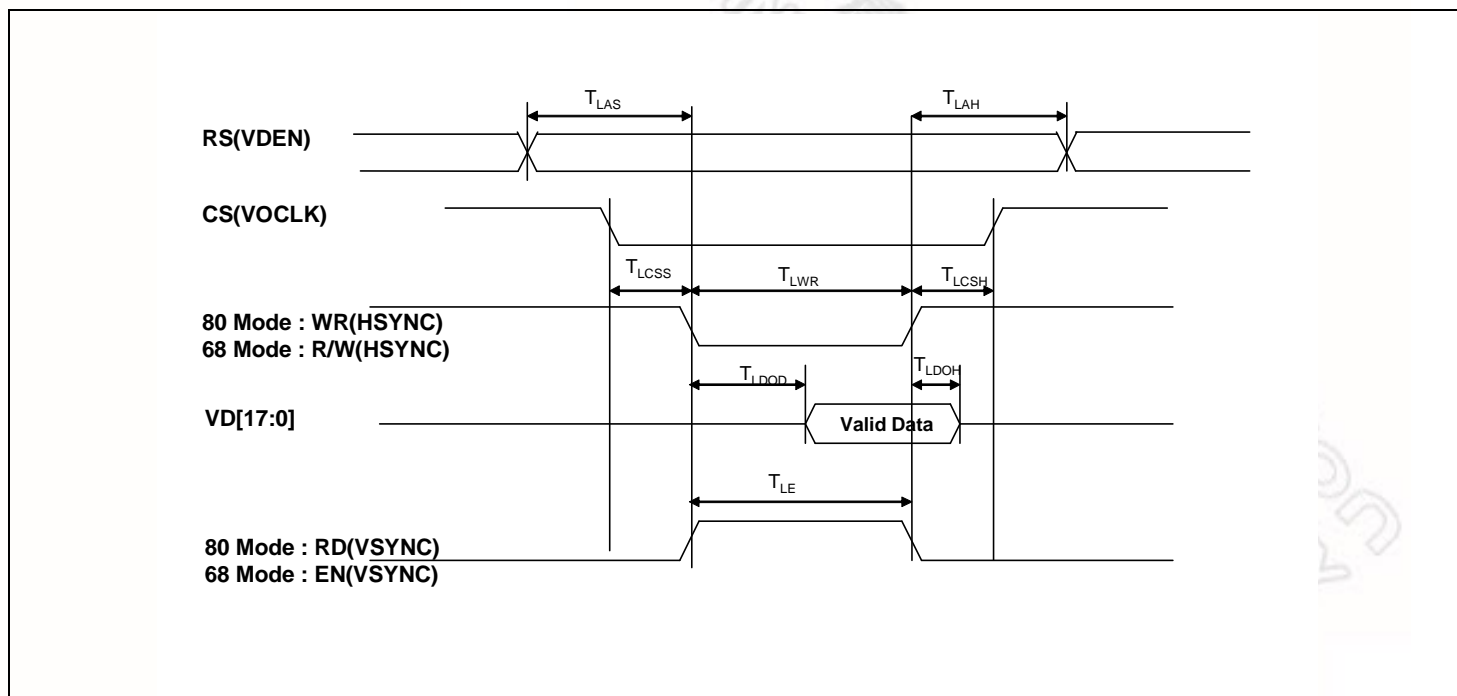 T_LAS
T_LAH
RS(VDEN)
CS(VOCLK)
T_LCSS
T_LWR
T_LCSH
80 Mode : WR(HSYNC)
68 Mode : R/W(HSYNC)
T_LDOD
T_LDOH
VD[17:0]
Valid Data
T_LE
80 Mode : RD(VSYNC)
68 Mode : EN(VSYNC)